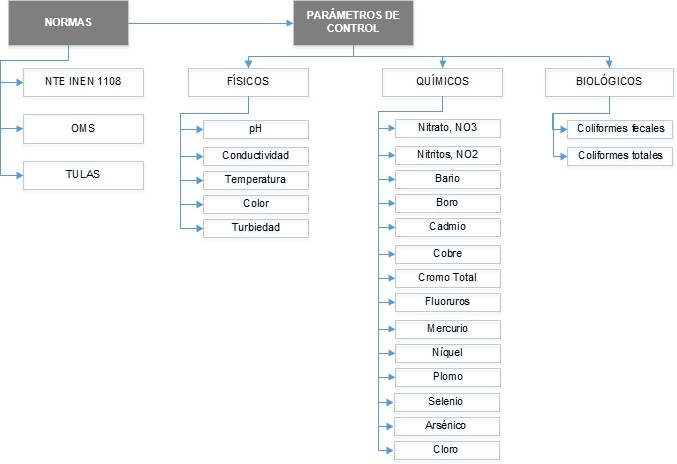 NORMAS
PARÁMETROS DE
CONTROL
NTE INEN 1108
OMS
TULAS
FÍSICOS
pH
Conductividad
Temperatura
Color
Turbiedad
QUÍMICOS
Nitrato, NO3
Nitritos, NO2
Bario
Boro
Cadmio
Cobre
Cromo Total
Fluoruros
Mercurio
Níquel
Plomo
Selenio
Arsénico
Cloro
BIOLÓGICOS
Coliformes fecales
Coliformes totales